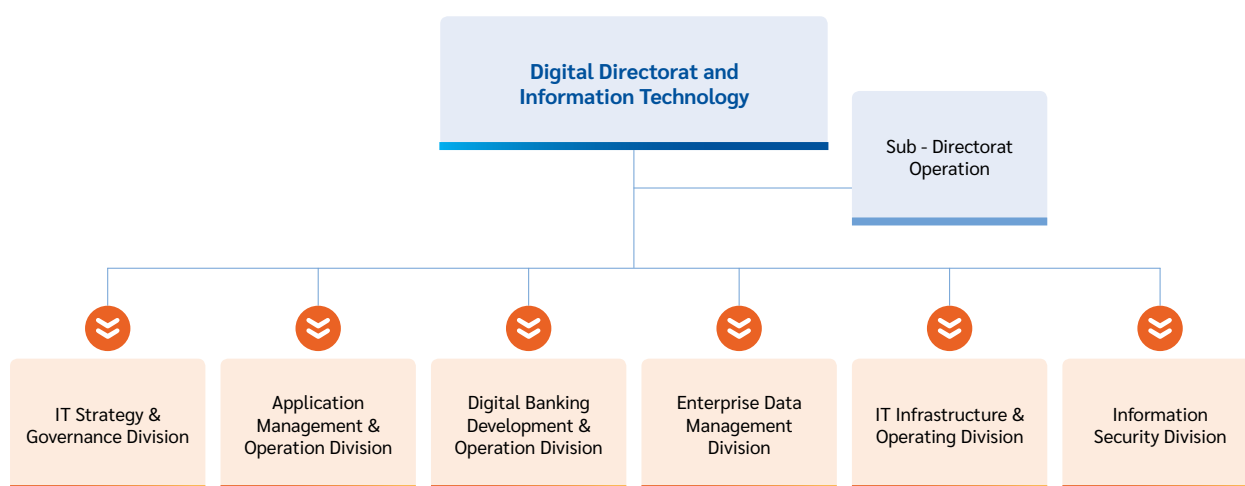 Digital Directorat and
Information Technology
Sub - Directorat
Operation
IT Strategy &
Governance Division
Application
Management &
Operation Division
Digital Banking
Development &
Operation Division
Enterprise Data
Management
Division
IT Infrastructure &
Operating Division
Information
Security Division